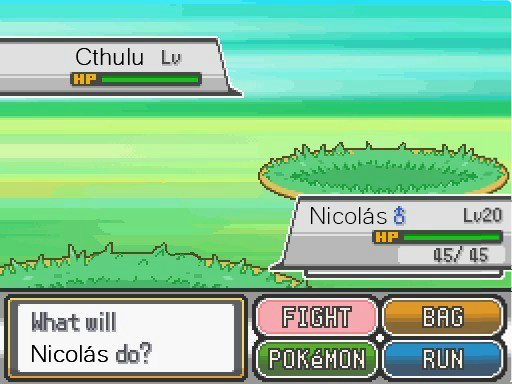 Cthulu Lv
HP
Nicolás ♂ Lv20
HP
45/ 45
What will
Nicolás do?
FIGHT
BAG
POKéMON
RUN